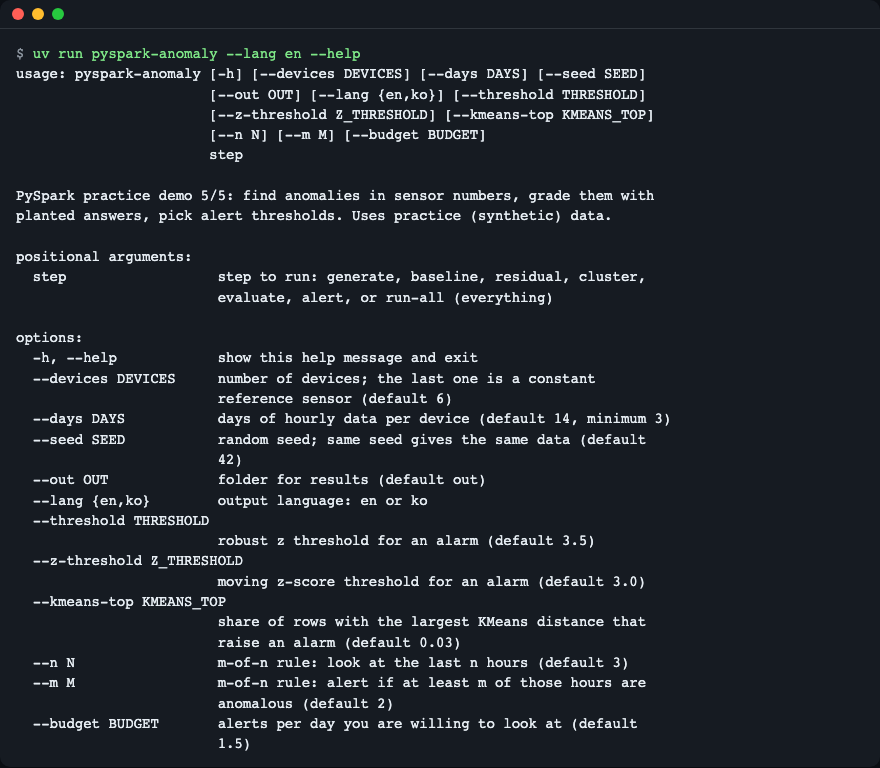 $ uv run pyspark-anomaly --lang en --help
usage: pyspark-anomaly [-h] [--devices DEVICES] [--days DAYS] [--seed SEED]
                       [--out OUT] [--lang {en,ko}] [--threshold THRESHOLD]
                       [--z-threshold Z_THRESHOLD] [--kmeans-top KMEANS_TOP]
                       [--n N] [--m M] [--budget BUDGET]
                       step

PySpark practice demo 5/5: find anomalies in sensor numbers, grade them with
planted answers, pick alert thresholds. Uses practice (synthetic) data.

positional arguments:
  step                  step to run: generate, baseline, residual, cluster,
                        evaluate, alert, or run-all (everything)

options:
  -h, --help            show this help message and exit
  --devices DEVICES     number of devices; the last one is a constant
                        reference sensor (default 6)
  --days DAYS           days of hourly data per device (default 14, minimum 3)
  --seed SEED           random seed; same seed gives the same data (default
                        42)
  --out OUT             folder for results (default out)
  --lang {en,ko}        output language: en or ko
  --threshold THRESHOLD
                        robust z threshold for an alarm (default 3.5)
  --z-threshold Z_THRESHOLD
                        moving z-score threshold for an alarm (default 3.0)
  --kmeans-top KMEANS_TOP
                        share of rows with the largest KMeans distance that
                        raise an alarm (default 0.03)
  --n N                 m-of-n rule: look at the last n hours (default 3)
  --m M                 m-of-n rule: alert if at least m of those hours are
                        anomalous (default 2)
  --budget BUDGET       alerts per day you are willing to look at (default
                        1.5)